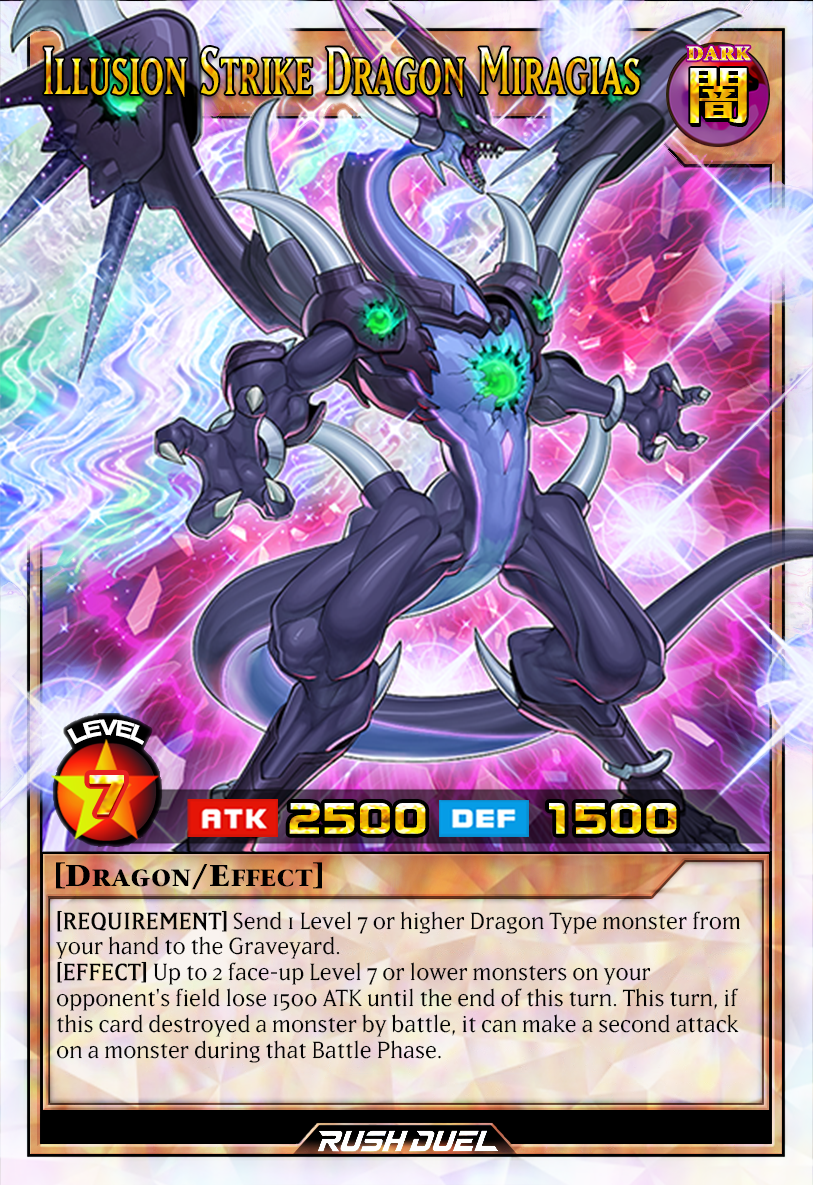 Illusion Strike Dragon Miragias
DARK
闇
LEVEL
7
ATK 2500 DEF 1500
[Dragon/Effect]
[REQUIREMENT] Send 1 Level 7 or higher Dragon Type monster from
your hand to the Graveyard.
[EFFECT] Up to 2 face-up Level 7 or lower monsters on your
opponent's field lose 1500 ATK until the end of this turn. This turn, if
this card destroyed a monster by battle, it can make a second attack
on a monster during that Battle Phase.
RUSH DUEL